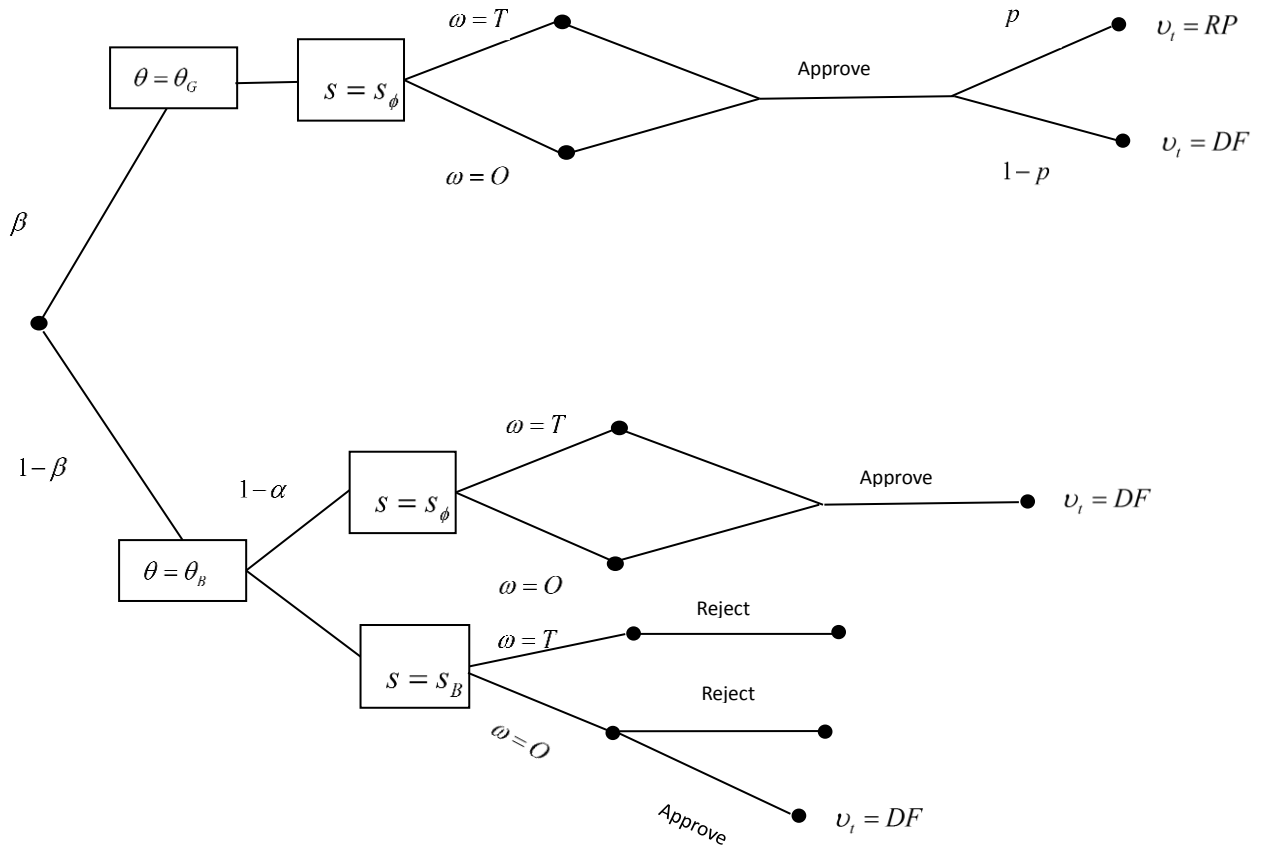 ω = T
p
υ_t = RP
θ = θ_G
s = s_ϕ
Approve
ω = O
1 − p
υ_t = DF
β
ω = T
1 − β
1 − α
s = s_ϕ
Approve
υ_t = DF
θ = θ_B
ω = O
Reject
ω = T
s = s_B
Reject
ω = O
Approve
υ_t = DF